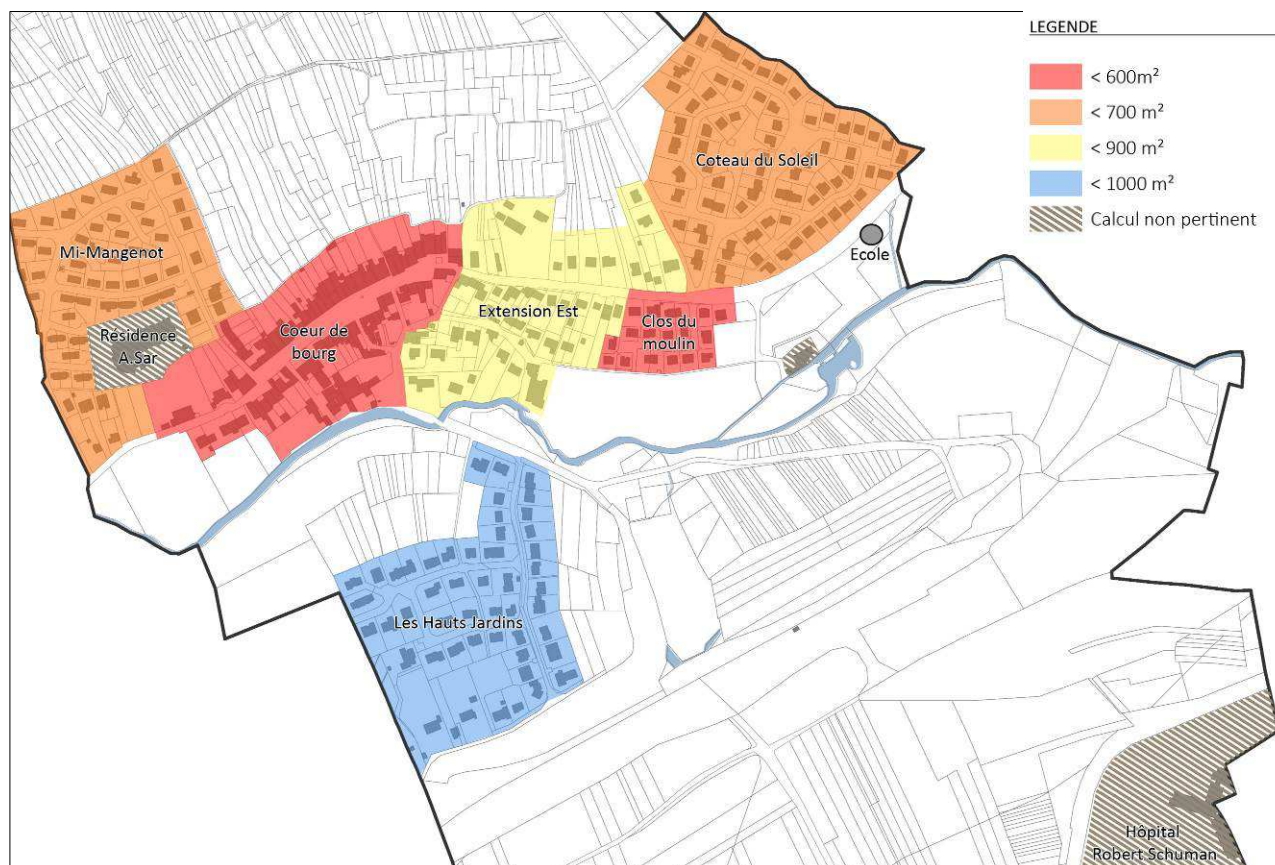 LEGENDE
< 600m²
< 700 m²
< 900 m²
< 1000 m²
Calcul non pertinent
Coteau du Soleil
Mi-Mangenot
Ecole
Résidence
A.Sar
Coeur de
bourg
Extension Est
Clos du
moulin
Les Hauts Jardins
Hôpital
Robert Schuman